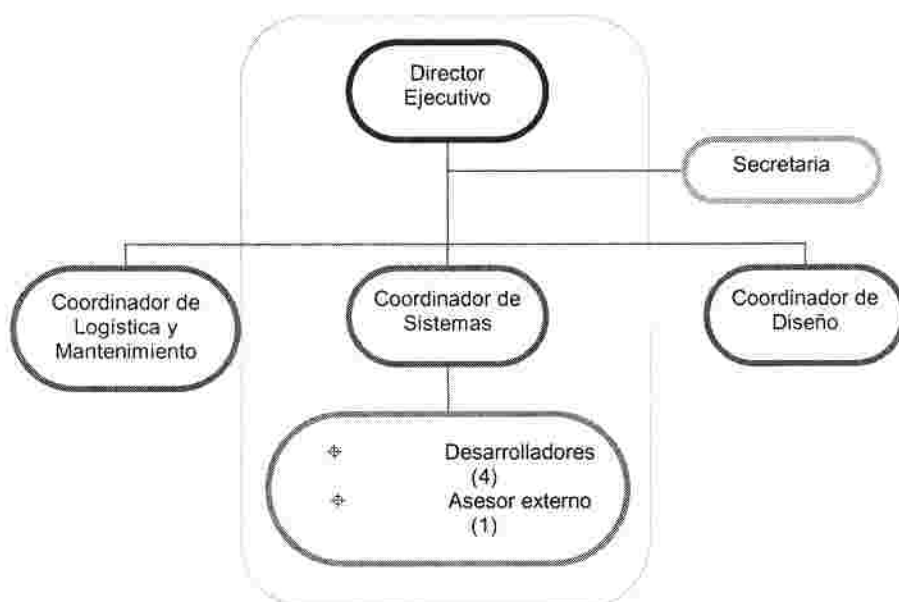 Director
Ejecutivo
Secretaria
Coordinador de
Logística y
Mantenimiento
Coordinador de
Sistemas
Coordinador de
Diseño
Desarrolladores
(4)
Asesor externo
(1)